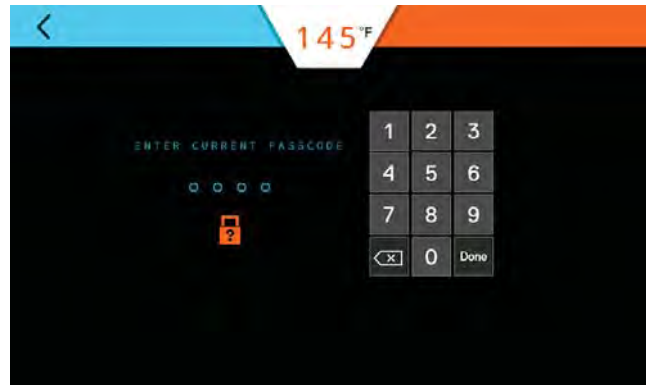 145°F
ENTER CURRENT PASSCODE
1 2 3
4 5 6
7 8 9
0 Done
?